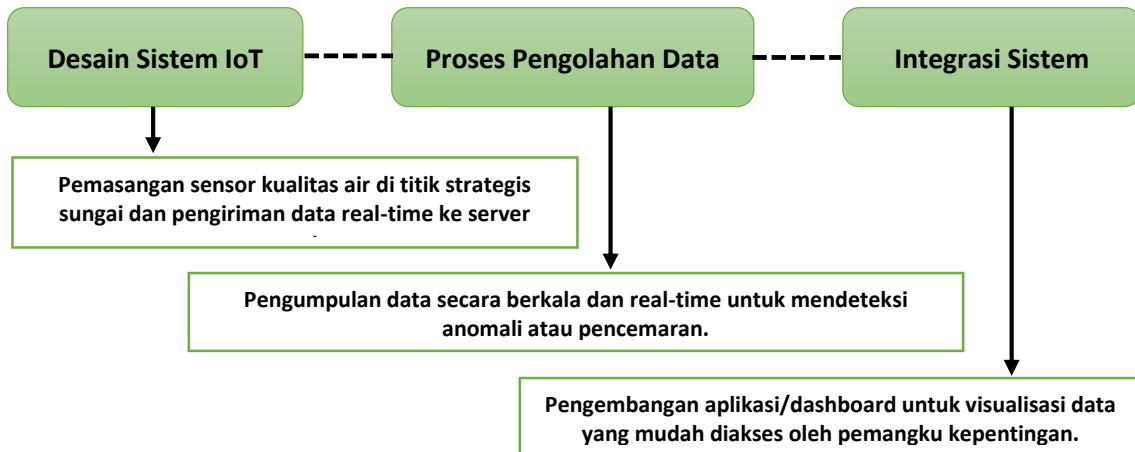 Desain Sistem IoT
Proses Pengolahan Data
Integrasi Sistem
Pemasangan sensor kualitas air di titik strategis
sungai dan pengiriman data real-time ke server
Pengumpulan data secara berkala dan real-time untuk mendeteksi
anomali atau pencemaran.
Pengembangan aplikasi/dashboard untuk visualisasi data
yang mudah diakses oleh pemangku kepentingan.